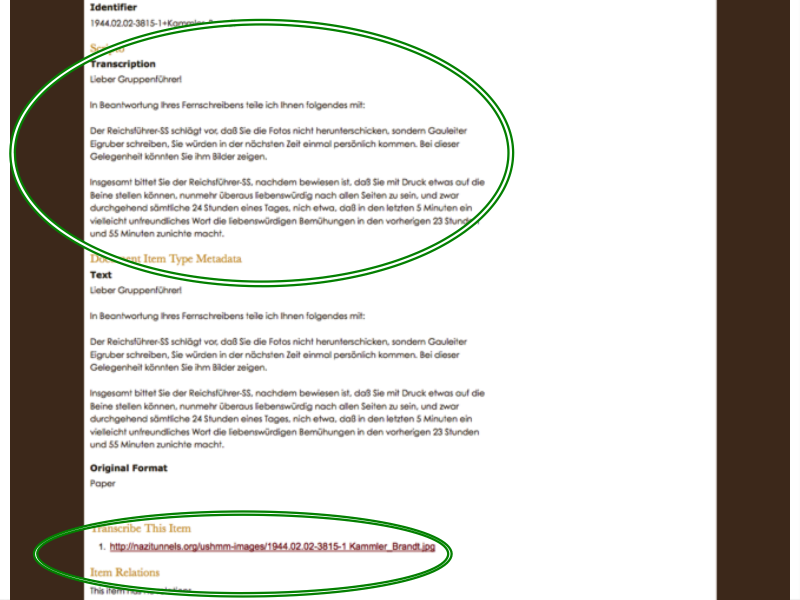 Identifier
1944.02.02-3815-1+Kammler
Scripto
Transcription
Lieber Gruppenführer!
In Beantwortung Ihres Fernschreibens teile ich Ihnen folgendes mit:
Der Reichsführer-SS schlägt vor, daß Sie die Fotos nicht herunterschicken, sondern Gauleiter
Eigruber schreiben, Sie würden in der nächsten Zeit einmal persönlich kommen. Bei dieser
Gelegenheit könnten Sie ihm Bilder zeigen.
Insgesamt bittet Sie der Reichsführer-SS, nachdem bewiesen ist, daß Sie mit Druck etwas auf die
Beine stellen können, nunmehr überaus liebenswürdig nach allen Seiten zu sein, und zwar
durchgehend sämtliche 24 Stunden eines Tages, nich etwa, daß in den letzten 5 Minuten ein
vielleicht unfreundliches Wort die liebenswürdigen Bemühungen in den vorherigen 23 Stunden
und 55 Minuten zunichte macht.
Document Item Type Metadata
Text
Lieber Gruppenführer!
In Beantwortung Ihres Fernschreibens teile ich Ihnen folgendes mit:
Der Reichsführer-SS schlägt vor, daß Sie die Fotos nicht herunterschicken, sondern Gauleiter
Eigruber schreiben, Sie würden in der nächsten Zeit einmal persönlich kommen. Bei dieser
Gelegenheit könnten Sie ihm Bilder zeigen.
Insgesamt bittet Sie der Reichsführer-SS, nachdem bewiesen ist, daß Sie mit Druck etwas auf die
Beine stellen können, nunmehr überaus liebenswürdig nach allen Seiten zu sein, und zwar
durchgehend sämtliche 24 Stunden eines Tages, nich etwa, daß in den letzten 5 Minuten ein
vielleicht unfreundliches Wort die liebenswürdigen Bemühungen in den vorherigen 23 Stunden
und 55 Minuten zunichte macht.
Original Format
Paper
Transcribe This Item
1. http://nazitunnels.org/ushmm-images/1944.02.02-3815-1 Kammler_Brandt.jpg
Item Relations
This item has no relations.